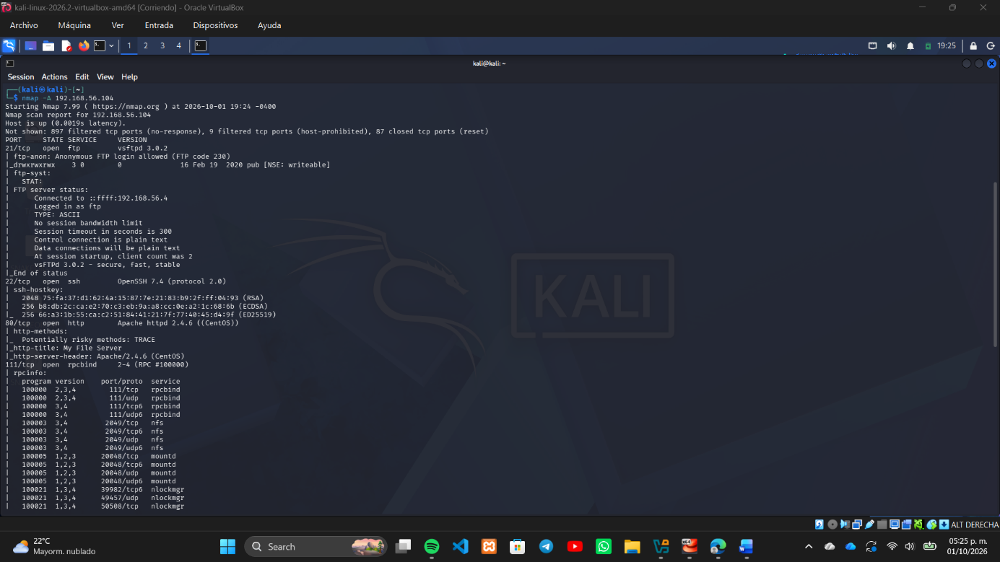 kali-linux-2026.2-virtualbox-amd64 [Corriendo] - Oracle VirtualBox
Archivo Máquina Ver Entrada Dispositivos Ayuda
1 2 3 4 19:25
kali@kali: ~
Session Actions Edit View Help
┌──(kali㉿kali)-[~]
└─$ nmap -A 192.168.56.104
Starting Nmap 7.99 ( https://nmap.org ) at 2026-10-01 19:24 -0400
Nmap scan report for 192.168.56.104
Host is up (0.0019s latency).
Not shown: 897 filtered tcp ports (no-response), 9 filtered tcp ports (host-prohibited), 87 closed tcp ports (reset)
PORT STATE SERVICE VERSION
21/tcp open ftp vsftpd 3.0.2
| ftp-anon: Anonymous FTP login allowed (FTP code 230)
|_drwxrwxrwx 3 0 0 16 Feb 19 2020 pub [NSE: writeable]
| ftp-syst:
| STAT:
| FTP server status:
| Connected to ::ffff:192.168.56.4
| Logged in as ftp
| TYPE: ASCII
| No session bandwidth limit
| Session timeout in seconds is 300
| Control connection is plain text
| Data connections will be plain text
| At session startup, client count was 2
| vsFTPd 3.0.2 - secure, fast, stable
|_End of status
22/tcp open ssh OpenSSH 7.4 (protocol 2.0)
| ssh-hostkey:
| 2048 75:fa:37:d1:62:4a:15:87:7e:21:83:b9:2f:ff:04:93 (RSA)
| 256 b8:db:2c:ca:e2:70:c3:eb:9a:a8:cc:0e:a2:1c:68:6b (ECDSA)
|_ 256 66:a3:1b:55:ca:c2:51:84:41:21:7f:77:40:45:d4:9f (ED25519)
80/tcp open http Apache httpd 2.4.6 ((CentOS))
| http-methods:
|_ Potentially risky methods: TRACE
|_http-title: My File Server
|_http-server-header: Apache/2.4.6 (CentOS)
111/tcp open rpcbind 2-4 (RPC #100000)
| rpcinfo:
| program version port/proto service
| 100000 2,3,4 111/tcp rpcbind
| 100000 2,3,4 111/udp rpcbind
| 100000 3,4 111/tcp6 rpcbind
| 100000 3,4 111/udp6 rpcbind
| 100003 3,4 2049/tcp nfs
| 100003 3,4 2049/tcp6 nfs
| 100003 3,4 2049/udp nfs
| 100003 3,4 2049/udp6 nfs
| 100005 1,2,3 20048/tcp mountd
| 100005 1,2,3 20048/tcp6 mountd
| 100005 1,2,3 20048/udp mountd
| 100005 1,2,3 20048/udp6 mountd
| 100021 1,3,4 39982/tcp6 nlockmgr
| 100021 1,3,4 49457/udp nlockmgr
| 100021 1,3,4 50508/tcp nlockmgr
KALI
ALT DERECHA
22°C
Mayorm. nublado
Search
05:25 p. m.
01/10/2026